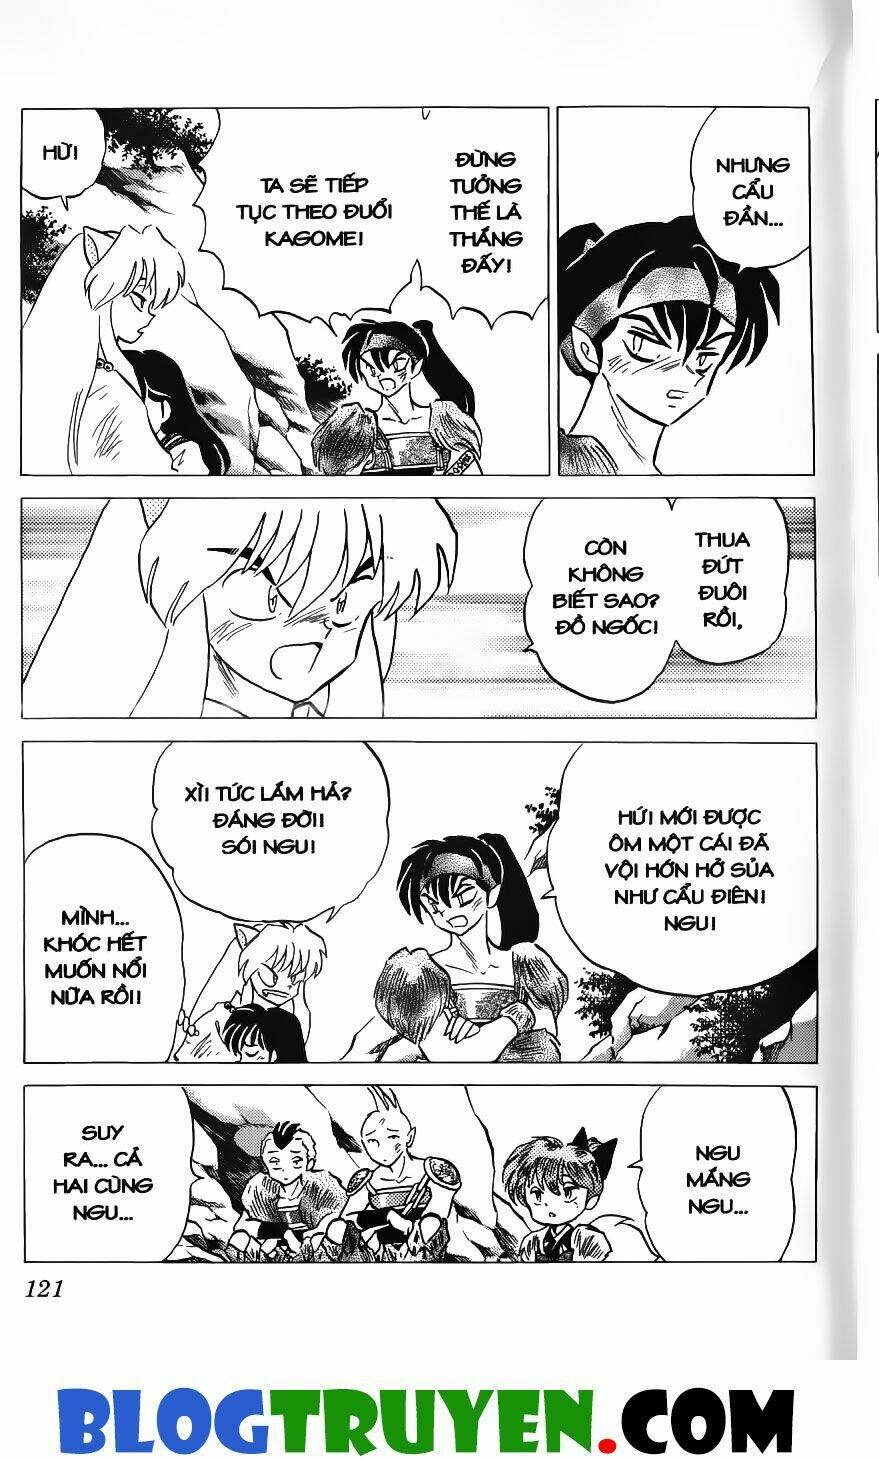 NHƯNG
CẨU
ĐẦN...
ĐỪNG
TƯỞNG
THẾ LÀ
THẮNG
ĐẤY!
TA SẼ TIẾP
TỤC THEO ĐUỔI
KAGOME!
HỪ!
THUA
ĐỨT
ĐUÔI
RỒI,
CÒN
KHÔNG
BIẾT SAO?
ĐỒ NGỐC!
HỨ! MỚI ĐƯỢC
ÔM MỘT CÁI ĐÃ
VỘI HỚN HỞ SỦA
NHƯ CẨU ĐIÊN!
NGU!
XÌ! TỨC LẮM HẢ?
ĐÁNG ĐỜI!
SÓI NGU!
MÌNH...
KHÓC HẾT
MUỐN NỔI
NỮA RỒI!
NGU
MẮNG
NGU...
SUY
RA... CẢ
HAI CÙNG
NGU...
121
BLOGTRUYEN.COM